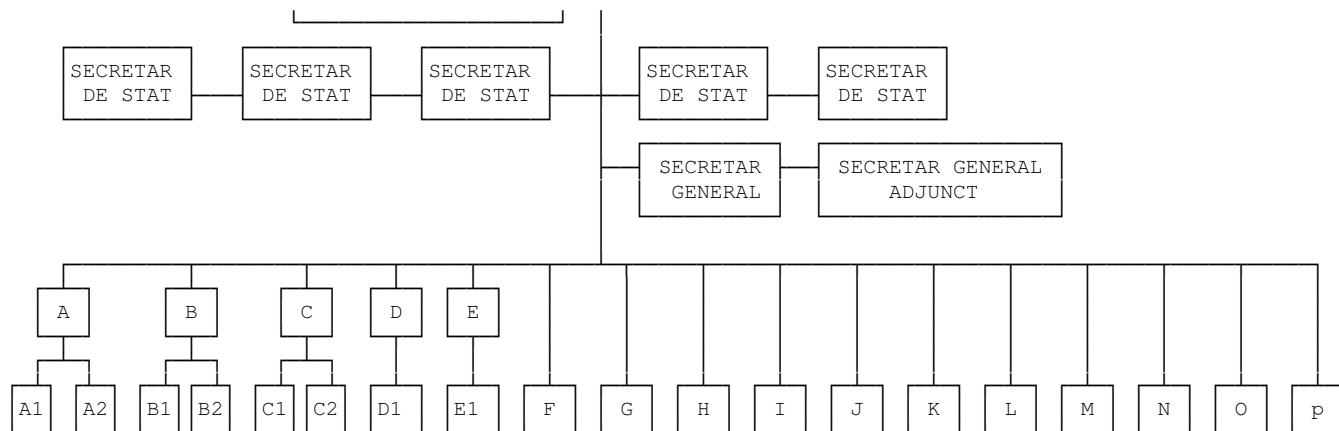 SECRETAR SECRETAR SECRETAR SECRETAR SECRETAR
DE STAT DE STAT DE STAT DE STAT DE STAT
SECRETAR SECRETAR GENERAL
GENERAL ADJUNCT
A B C D E
A1 A2 B1 B2 C1 C2 D1 E1 F G H I J K L M N O p